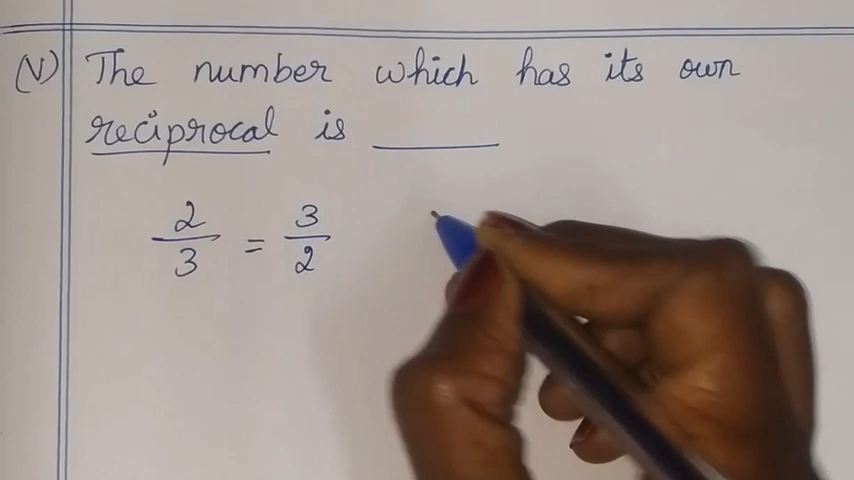 (V) The number which has its own
reciprocal is ______
2/3 = 3/2